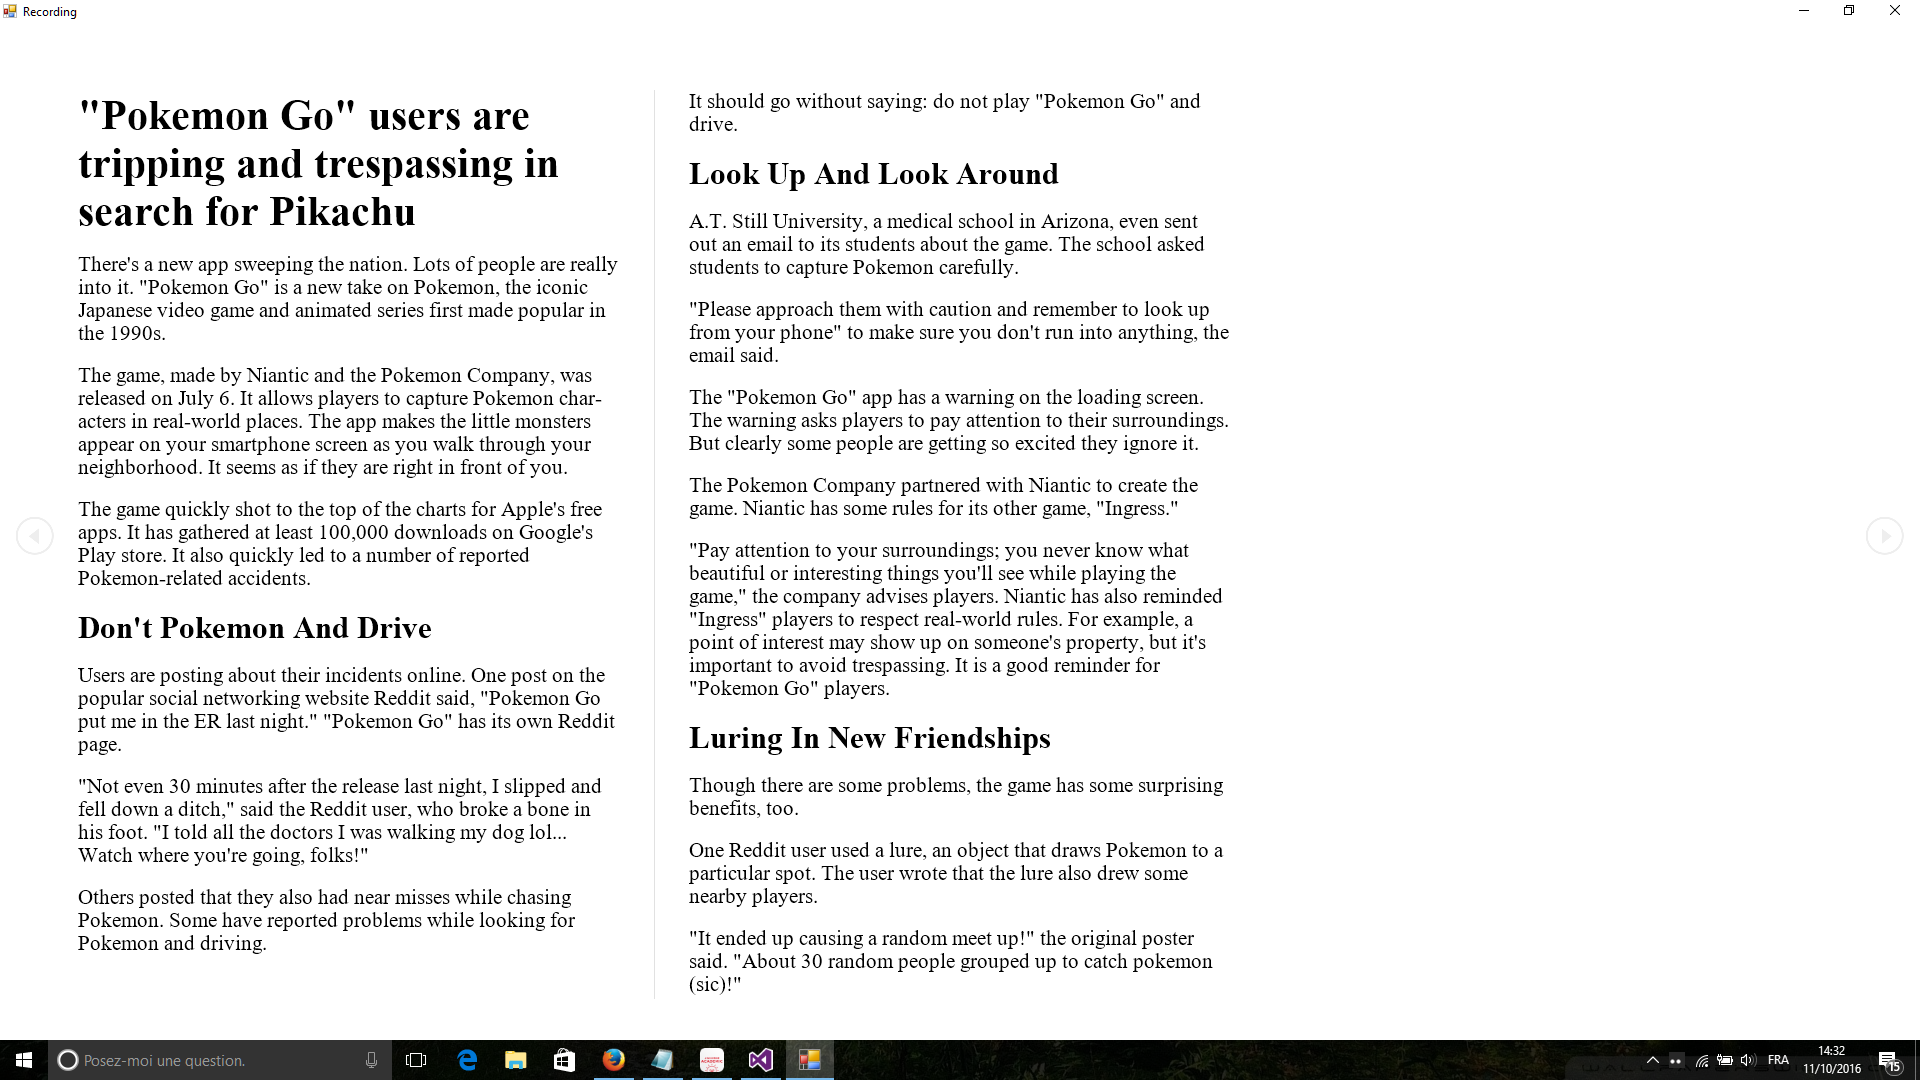 Recording
"Pokemon Go" users are
tripping and trespassing in
search for Pikachu
There's a new app sweeping the nation. Lots of people are really
into it. "Pokemon Go" is a new take on Pokemon, the iconic
Japanese video game and animated series first made popular in
the 1990s.
The game, made by Niantic and the Pokemon Company, was
released on July 6. It allows players to capture Pokemon char-
acters in real-world places. The app makes the little monsters
appear on your smartphone screen as you walk through your
neighborhood. It seems as if they are right in front of you.
The game quickly shot to the top of the charts for Apple's free
apps. It has gathered at least 100,000 downloads on Google's
Play store. It also quickly led to a number of reported
Pokemon-related accidents.
Don't Pokemon And Drive
Users are posting about their incidents online. One post on the
popular social networking website Reddit said, "Pokemon Go
put me in the ER last night." "Pokemon Go" has its own Reddit
page.
"Not even 30 minutes after the release last night, I slipped and
fell down a ditch," said the Reddit user, who broke a bone in
his foot. "I told all the doctors I was walking my dog lol...
Watch where you're going, folks!"
Others posted that they also had near misses while chasing
Pokemon. Some have reported problems while looking for
Pokemon and driving.
It should go without saying: do not play "Pokemon Go" and
drive.
Look Up And Look Around
A.T. Still University, a medical school in Arizona, even sent
out an email to its students about the game. The school asked
students to capture Pokemon carefully.
"Please approach them with caution and remember to look up
from your phone" to make sure you don't run into anything, the
email said.
The "Pokemon Go" app has a warning on the loading screen.
The warning asks players to pay attention to their surroundings.
But clearly some people are getting so excited they ignore it.
The Pokemon Company partnered with Niantic to create the
game. Niantic has some rules for its other game, "Ingress."
"Pay attention to your surroundings; you never know what
beautiful or interesting things you'll see while playing the
game," the company advises players. Niantic has also reminded
"Ingress" players to respect real-world rules. For example, a
point of interest may show up on someone's property, but it's
important to avoid trespassing. It is a good reminder for
"Pokemon Go" players.
Luring In New Friendships
Though there are some problems, the game has some surprising
benefits, too.
One Reddit user used a lure, an object that draws Pokemon to a
particular spot. The user wrote that the lure also drew some
nearby players.
"It ended up causing a random meet up!" the original poster
said. "About 30 random people grouped up to catch pokemon
(sic)!"
Posez-moi une question.
FRA
14:32
11/10/2016
15